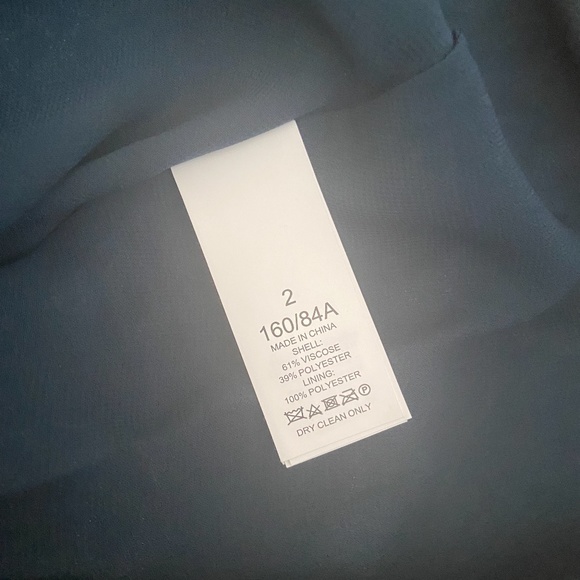 2
160/84A
MADE IN CHINA
SHELL:
61% VISCOSE
39% POLYESTER
LINING:
100% POLYESTER
P
DRY CLEAN ONLY